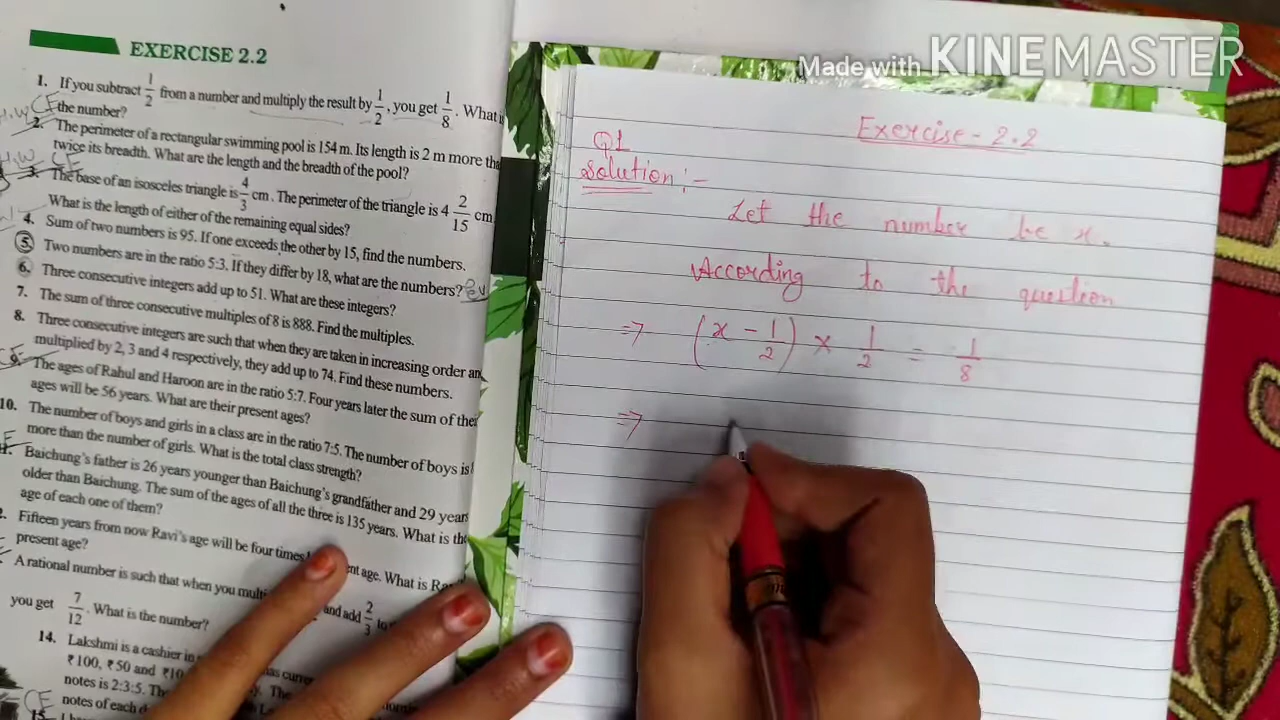 Made with KINEMASTER
EXERCISE 2.2
1. If you subtract 1/2 from a number and multiply the result by 1/2, you get 1/8. What i
the number?
2. The perimeter of a rectangular swimming pool is 154 m. Its length is 2 m more tha
twice its breadth. What are the length and the breadth of the pool?
3. The base of an isosceles triangle is 4/3 cm. The perimeter of the triangle is 4 2/15 cm
What is the length of either of the remaining equal sides?
4. Sum of two numbers is 95. If one exceeds the other by 15, find the numbers.
5. Two numbers are in the ratio 5:3. If they differ by 18, what are the numbers?
6. Three consecutive integers add up to 51. What are these integers?
7. The sum of three consecutive multiples of 8 is 888. Find the multiples.
8. Three consecutive integers are such that when they are taken in increasing order an
multiplied by 2, 3 and 4 respectively, they add up to 74. Find these numbers.
9. The ages of Rahul and Haroon are in the ratio 5:7. Four years later the sum of the
ages will be 56 years. What are their present ages?
10. The number of boys and girls in a class are in the ratio 7:5. The number of boys is
more than the number of girls. What is the total class strength?
Baichung's father is 26 years younger than Baichung's grandfather and 29 years
older than Baichung. The sum of the ages of all the three is 135 years. What is the
age of each one of them?
Fifteen years from now Ravi's age will be four times ent age. What is
present age?
A rational number is such that when you and add 2/3 to
you get 7/12. What is the number?
14. Lakshmi is a cashier in
₹100, ₹50 and ₹10
notes is 2:3:5. Th
notes of each
15.
Exercise - 2.2
Q1
Solution :-
Let the number be x.
According to the question
⇒ (x - 1/2) × 1/2 = 1/8
⇒